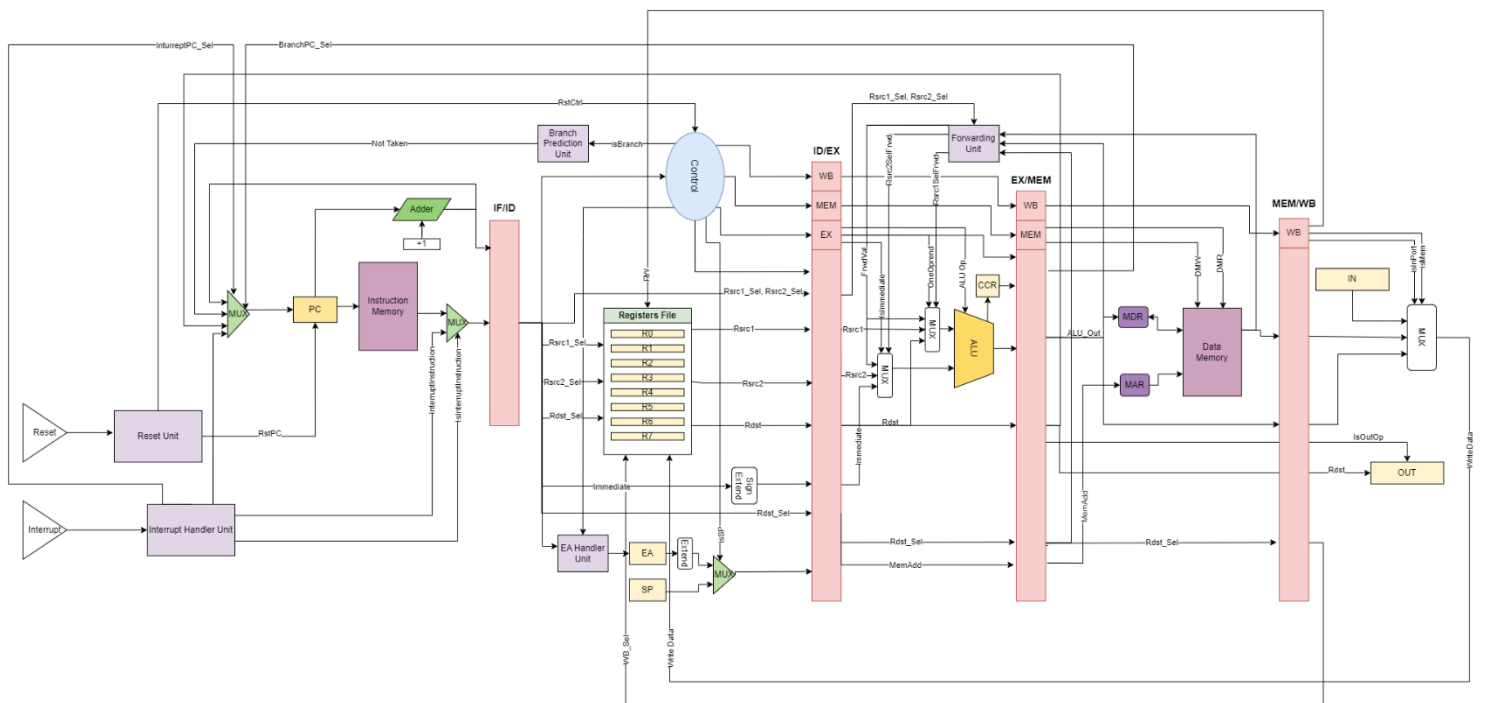 InturreptPC_Sel
BranchPC_Sel
RstCtrl
Rsrc1_Sel, Rsrc2_Sel
Branch
Prediction
Unit
Not Taken
isBranch
Control
Forwarding
Unit
ID/EX
EX/MEM
MEM/WB
IF/ID
WB
MEM
EX
WB
MEM
WB
Rsrc2SelFrwd
Rsrc1SelFrwd
Adder
+1
PC
MUX
Instruction
Memory
MUX
InterruptInstruction
IsInterruptInstruction
Rsrc1_Sel, Rsrc2_Sel
Registers File
R0
R1
R2
R3
R4
R5
R6
R7
Rsrc1_Sel
Rsrc2_Sel
Rdst_Sel
Rsrc1
Rsrc2
Rdst
FrwdVal
IsImmediate
OneOprend
ALU Op
Rsrc1
Rsrc2
MUX
MUX
ALU
CCR
Immediate
Rdst
ALU_Out
MDR
MAR
DMW
DMR
Data
Memory
IN
isInPort
isMem
MUX
WriteData
IsOutOp
Rdst
OUT
MemAdd
Reset
Reset Unit
RstPC
Interrupt
Interrupt Handler Unit
Immediate
Sign
Extend
Rdst_Sel
Rdst_Sel
Rdst_Sel
MemAdd
IsSP
EA Handler
Unit
EA
Extend
SP
MUX
WB_Sel
Write Data